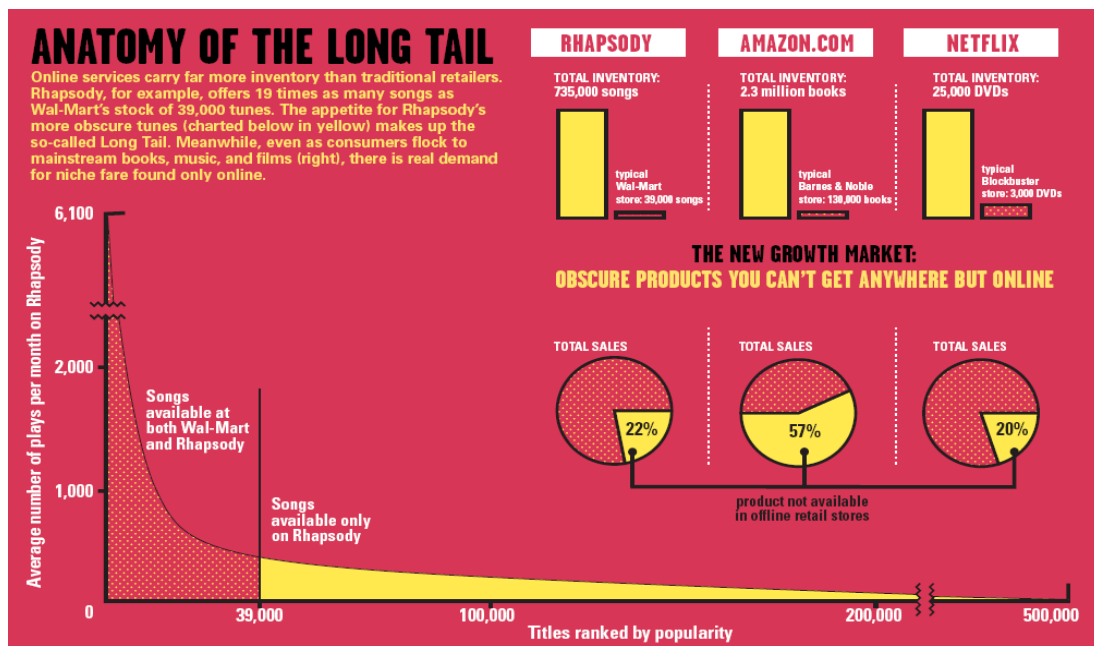 ANATOMY OF THE LONG TAIL
Online services carry far more inventory than traditional retailers.
Rhapsody, for example, offers 19 times as many songs as
Wal-Mart's stock of 39,000 tunes. The appetite for Rhapsody's
more obscure tunes (charted below in yellow) makes up the
so-called Long Tail. Meanwhile, even as consumers flock to
mainstream books, music, and films (right), there is real demand
for niche fare found only online.
RHAPSODY
TOTAL INVENTORY:
735,000 songs
typical
Wal-Mart
store: 39,000 songs
AMAZON.COM
TOTAL INVENTORY:
2.3 million books
typical
Barnes & Noble
store: 130,000 books
NETFLIX
TOTAL INVENTORY:
25,000 DVDs
typical
Blockbuster
store: 3,000 DVDs
THE NEW GROWTH MARKET:
OBSCURE PRODUCTS YOU CAN'T GET ANYWHERE BUT ONLINE
TOTAL SALES
22%
TOTAL SALES
57%
TOTAL SALES
20%
product not available
in offline retail stores
Average number of plays per month on Rhapsody
6,100
2,000
1,000
0
Songs
available at
both Wal-Mart
and Rhapsody
Songs
available only
on Rhapsody
39,000
100,000
200,000
500,000
Titles ranked by popularity